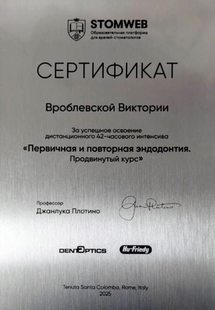 STOMWEB
Образовательная платформа
для врачей-стоматологов
СЕРТИФИКАТ
Вроблевской Виктории
За успешное освоение
дистанционного 42-часового интенсива
«Первичная и повторная эндодонтия.
Продвинутый курс»
Профессор:
Джанлука Плотино
DENTOPTICS
Hu-Friedy
Tenuta Santa Colomba, Rome, Italy
2025